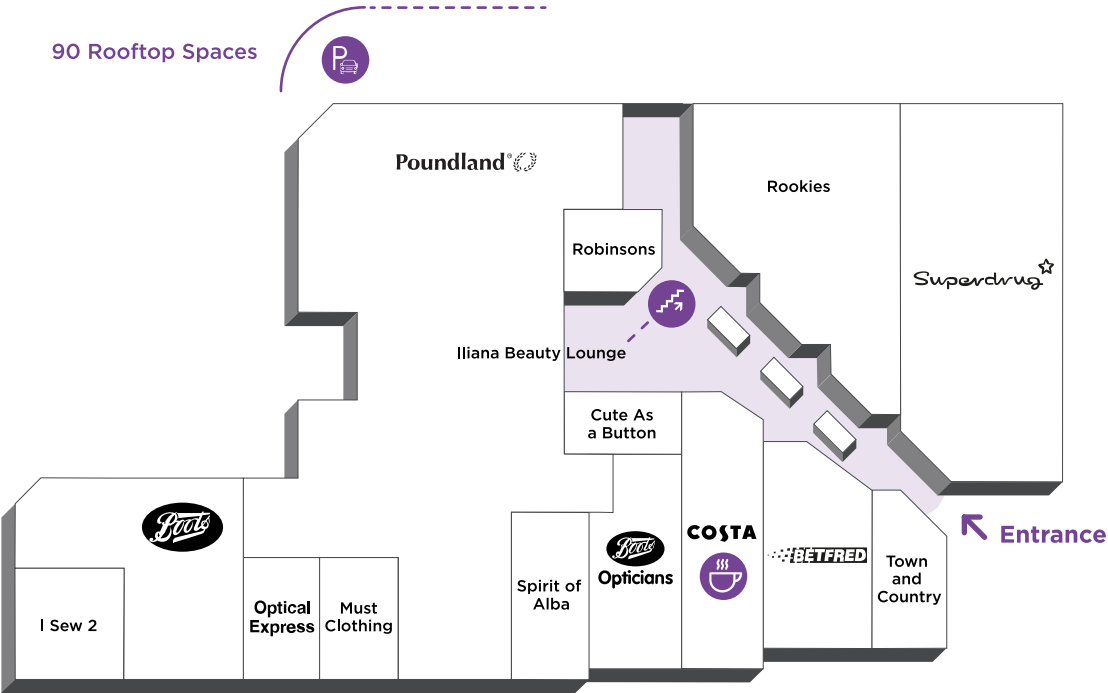 90 Rooftop Spaces
P
Poundland®
Rookies
Robinsons
Superdrug
Iliana Beauty Lounge
Cute As
a Button
Boots
COSTA
Entrance
Boots
Opticians
BETFRED
Town
and
Country
Spirit of
Alba
Optical
Express
Must
Clothing
I Sew 2